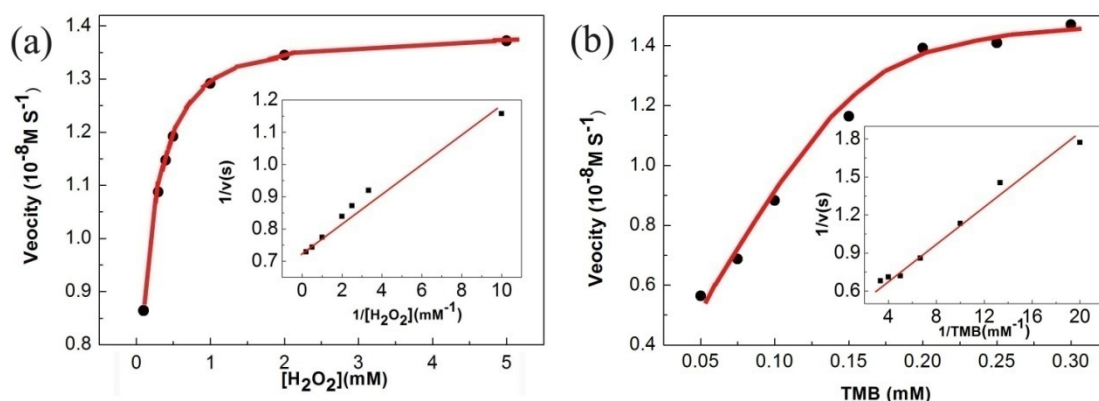 (a)
Veocity (10⁻⁸M S⁻¹)
1.4
1.3
1.2
1.1
1.0
0.9
0.8
0 1 2 3 4 5
[H₂O₂](mM)
1/v(s)
1.2
1.1
1.0
0.9
0.8
0.7
0 2 4 6 8 10
1/[H₂O₂](mM⁻¹)
(b)
Veocity (10⁻⁸M S⁻¹)
1.4
1.2
1.0
0.8
0.6
0.4
0.05 0.10 0.15 0.20 0.25 0.30
TMB (mM)
1/v(s)
1.8
1.5
1.2
0.9
0.6
4 8 12 16 20
1/TMB(mM⁻¹)